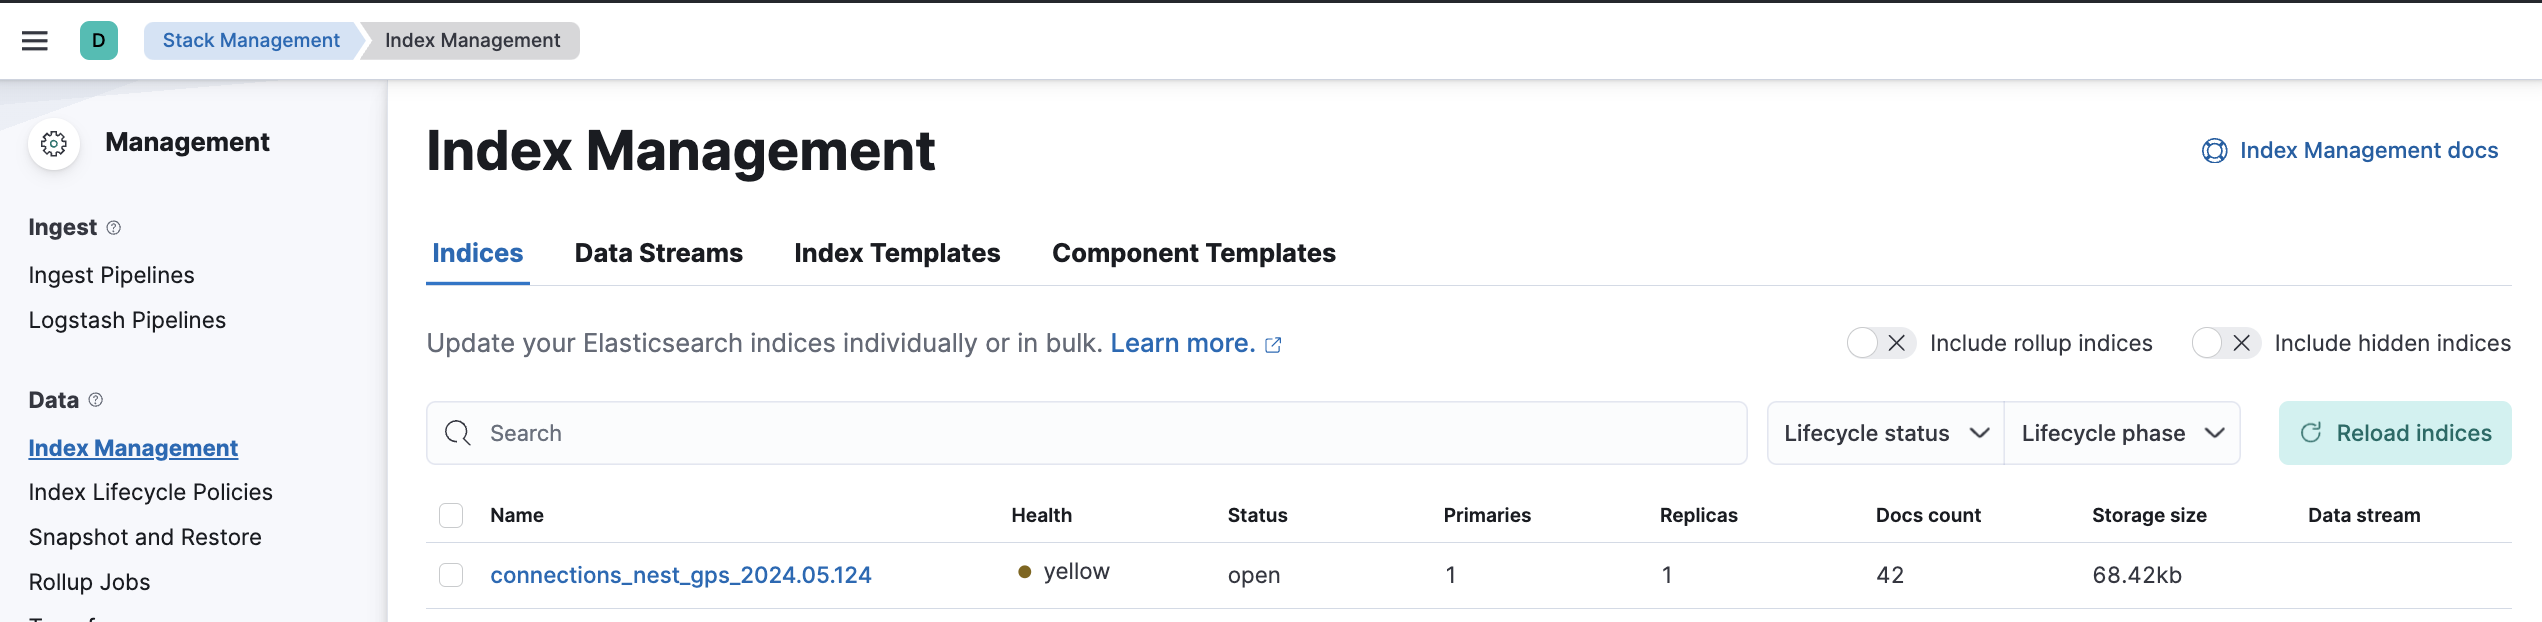 D
Stack Management
Index Management
Management
Ingest
Ingest Pipelines
Logstash Pipelines
Data
Index Management
Index Lifecycle Policies
Snapshot and Restore
Rollup Jobs
Index Management
Index Management docs
Indices Data Streams Index Templates Component Templates
Update your Elasticsearch indices individually or in bulk. Learn more.
Include rollup indices
Include hidden indices
Search
Lifecycle status
Lifecycle phase
Reload indices
Name Health Status Primaries Replicas Docs count Storage size Data stream
connections_nest_gps_2024.05.124 yellow open 1 1 42 68.42kb